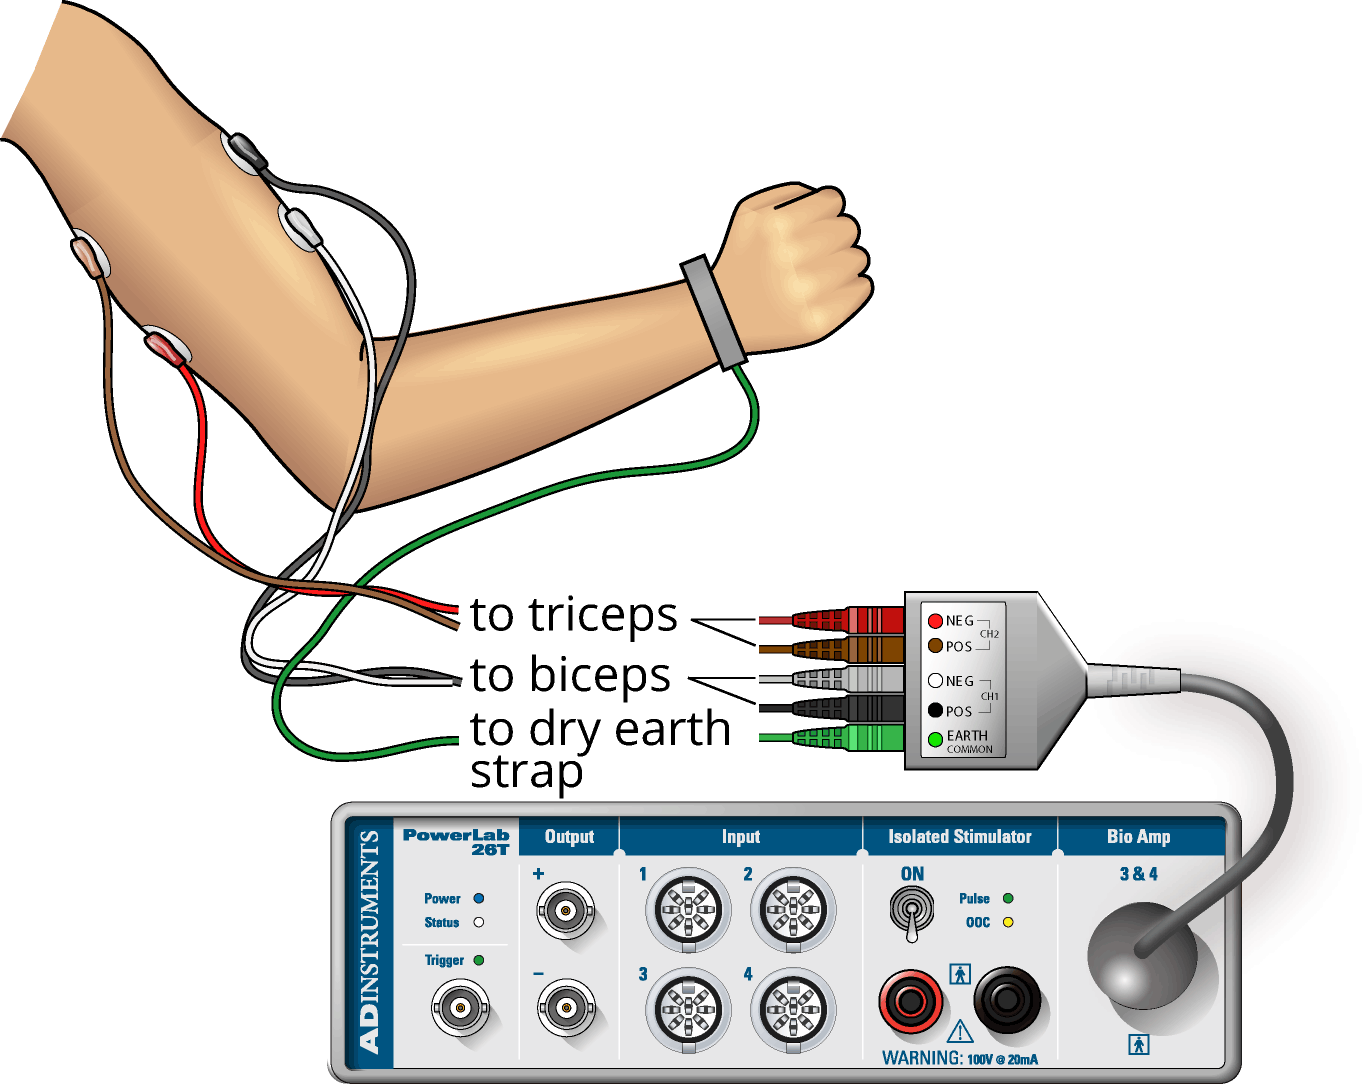 to triceps
to biceps
to dry earth
strap
NEG
CH2
POS
NEG
CH1
POS
EARTH
COMMON
ADINSTRUMENTS
PowerLab
26T
Power
Status
Trigger
Output
+
−
Input
1
2
3
4
Isolated Stimulator
ON
Pulse
OOC
WARNING: 100V @ 20mA
Bio Amp
3 & 4